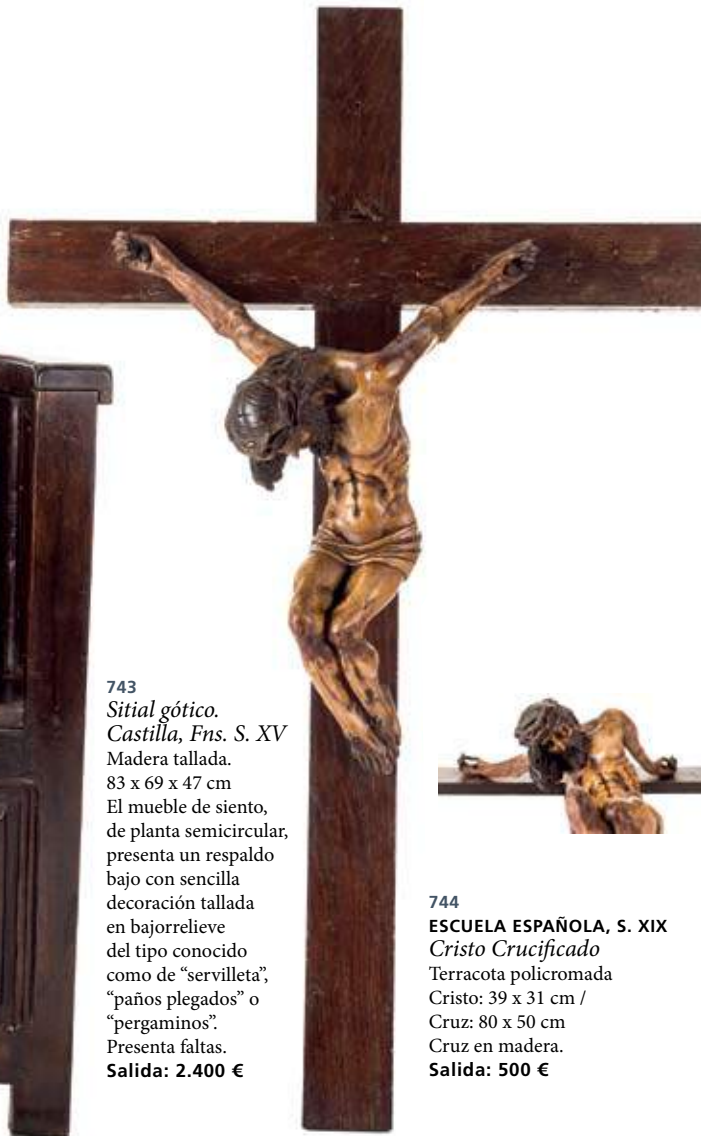 743
Sitial gótico.
Castilla, Fns. S. XV
Madera tallada.
83 x 69 x 47 cm
El mueble de siento,
de planta semicircular,
presenta un respaldo
bajo con sencilla
decoración tallada
en bajorrelieve
del tipo conocido
como de “servilleta”,
“paños plegados” o
“pergaminos”.
Presenta faltas.
Salida: 2.400 €
744
ESCUELA ESPAÑOLA, S. XIX
Cristo Crucificado
Terracota policromada
Cristo: 39 x 31 cm /
Cruz: 80 x 50 cm
Cruz en madera.
Salida: 500 €